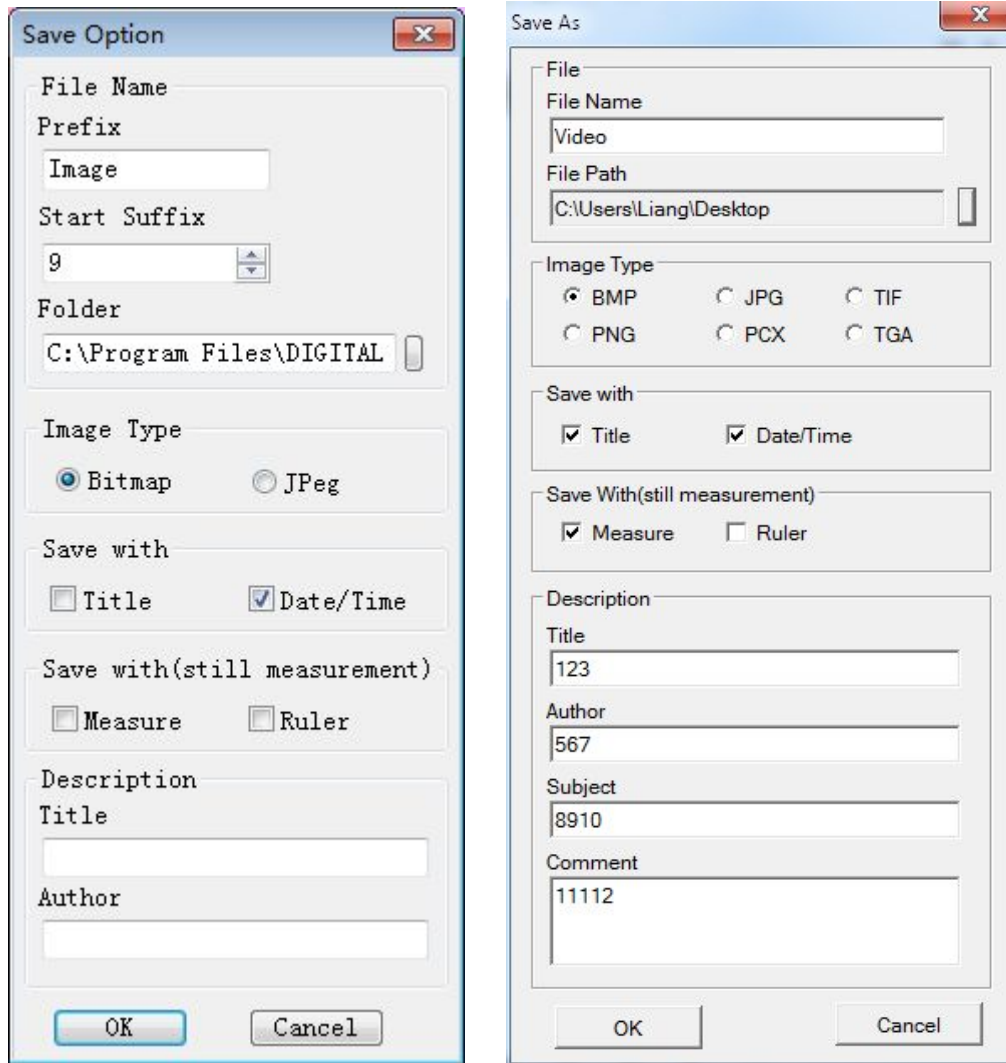 Save Option
File Name
Prefix
Image
Start Suffix
9
Folder
C:\Program Files\DIGITAL
Image Type
Bitmap JPeg
Save with
Title Date/Time
Save with(still measurement)
Measure Ruler
Description
Title
Author
OK Cancel
Save As
File
File Name
Video
File Path
C:\Users\Liang\Desktop
Image Type
BMP JPG TIF
PNG PCX TGA
Save with
Title Date/Time
Save With(still measurement)
Measure Ruler
Description
Title
123
Author
567
Subject
8910
Comment
11112
OK Cancel